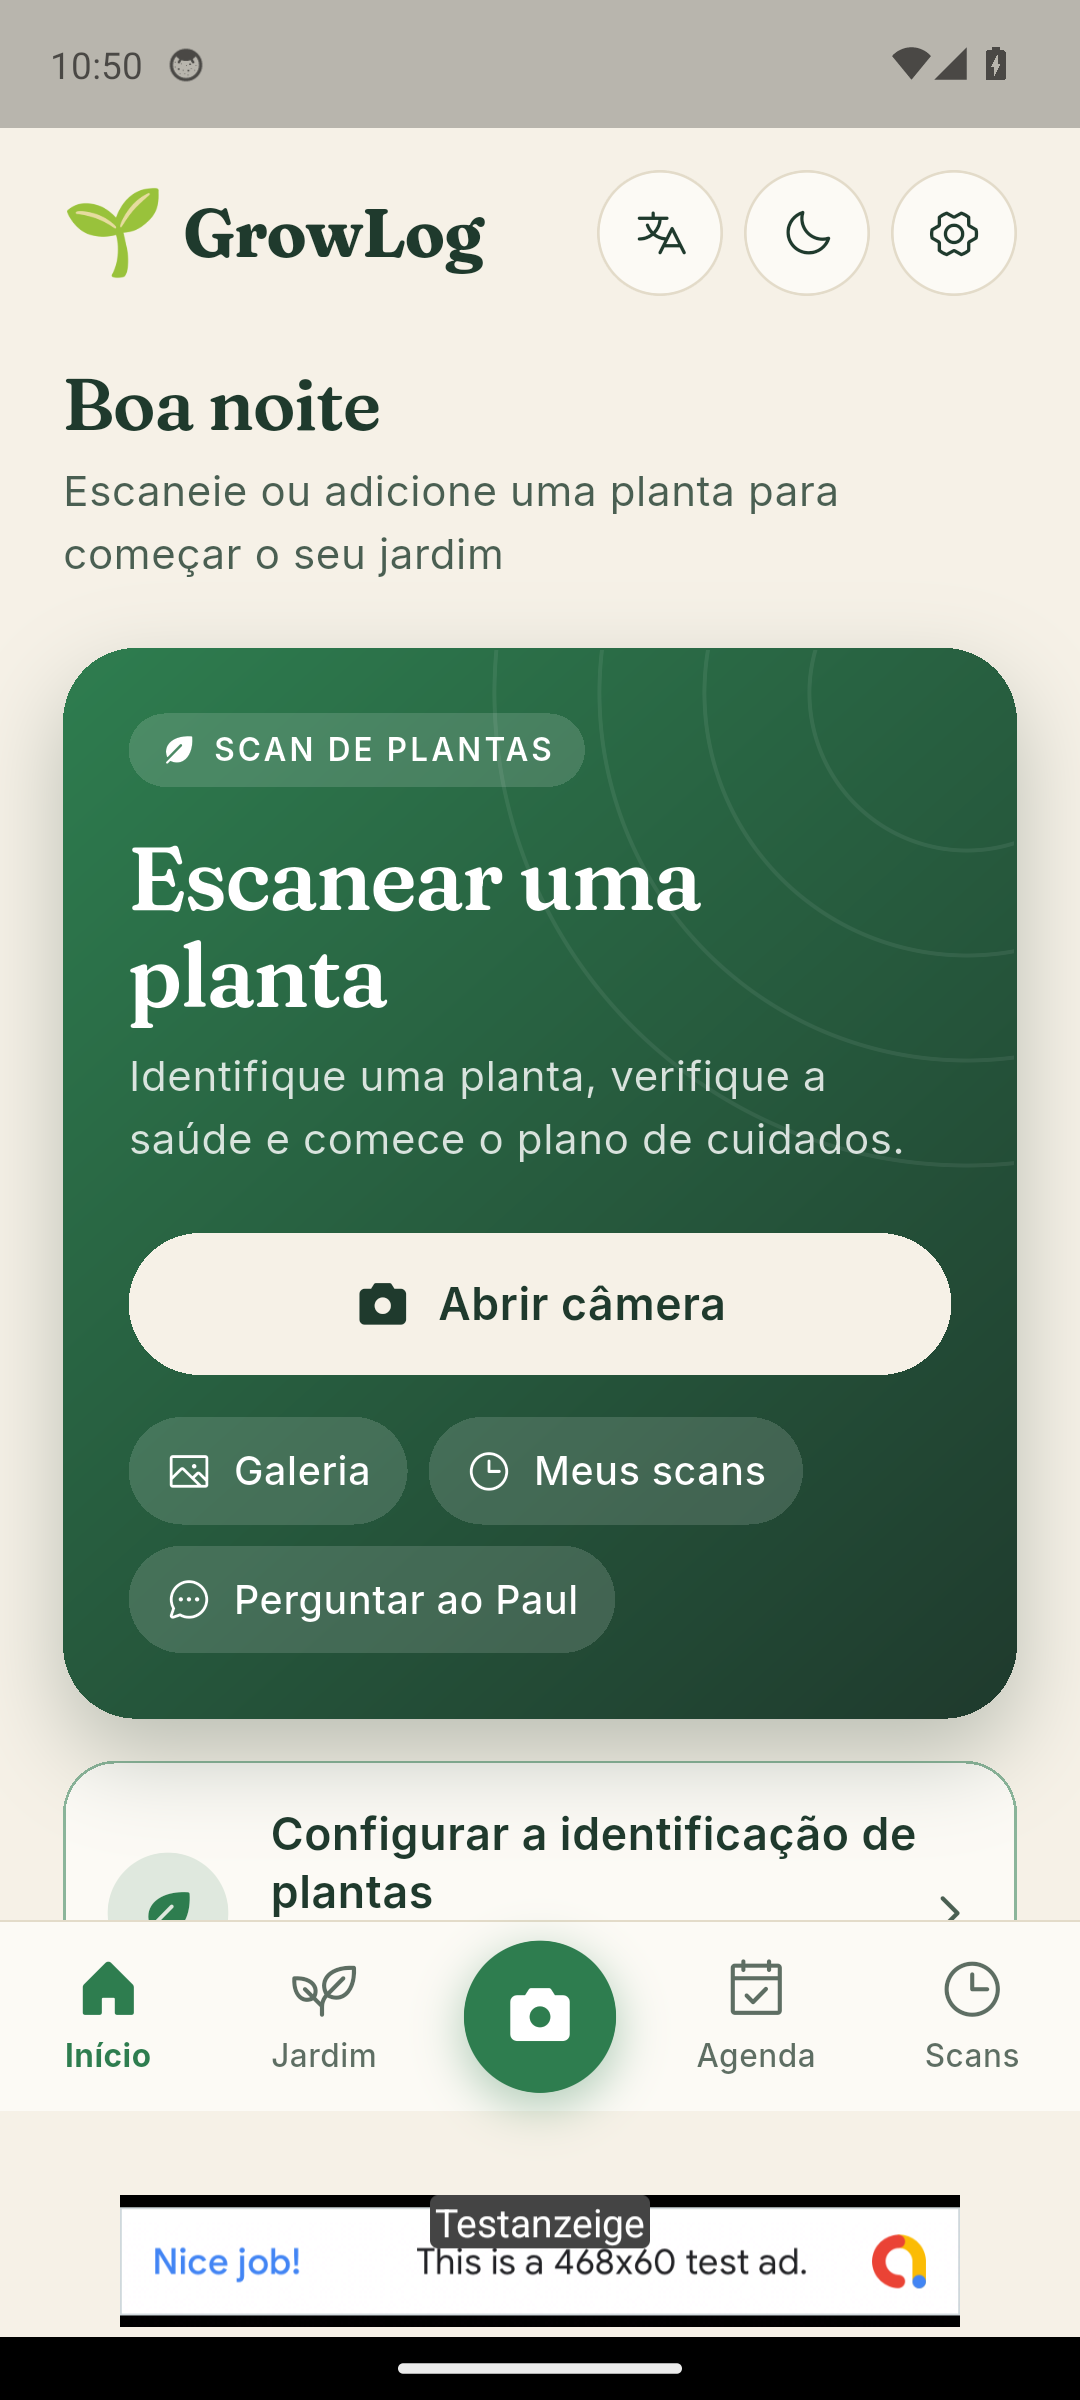 10:50
GrowLog
Boa noite
Escaneie ou adicione uma planta para
começar o seu jardim
SCAN DE PLANTAS
Escanear uma
planta
Identifique uma planta, verifique a
saúde e comece o plano de cuidados.
Abrir câmera
Galeria
Meus scans
Perguntar ao Paul
Configurar a identificação de
plantas
Início
Jardim
Agenda
Scans
Testanzeige
Nice job!
This is a 468x60 test ad.